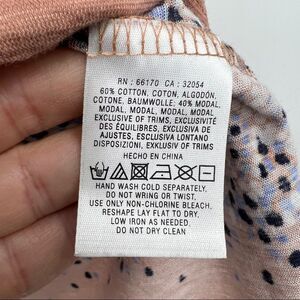 RN : 66170 CA : 32054
60% COTTON, COTON, ALGODÓN,
COTONE, BAUMWOLLE; 40% MODAL,
MODAL, MODAL, MODAL, MODAL
EXCLUSIVE OF TRIMS, EXCLUSIVITÉ
DES ÉQUILIBRES, EXCLUSIVA DE
AJUSTES, ESCLUSIVA LONTANO
DISPOSIZIONI, EXCLUSIV OF TRIMS
HECHO EN CHINA
HAND WASH COLD SEPARATELY.
DO NOT WRING OR TWIST.
USE ONLY NON-CHLORINE BLEACH.
RESHAPE LAY FLAT TO DRY.
LOW IRON AS NEEDED.
DO NOT DRY CLEAN